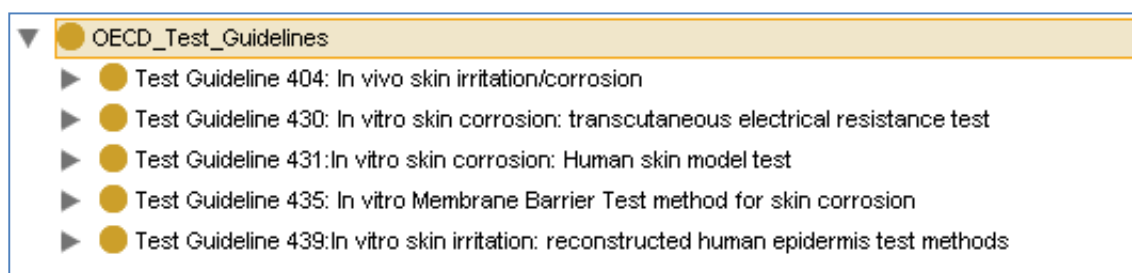 OECD_Test_Guidelines
Test Guideline 404: In vivo skin irritation/corrosion
Test Guideline 430: In vitro skin corrosion: transcutaneous electrical resistance test
Test Guideline 431:In vitro skin corrosion: Human skin model test
Test Guideline 435: In vitro Membrane Barrier Test method for skin corrosion
Test Guideline 439:In vitro skin irritation: reconstructed human epidermis test methods